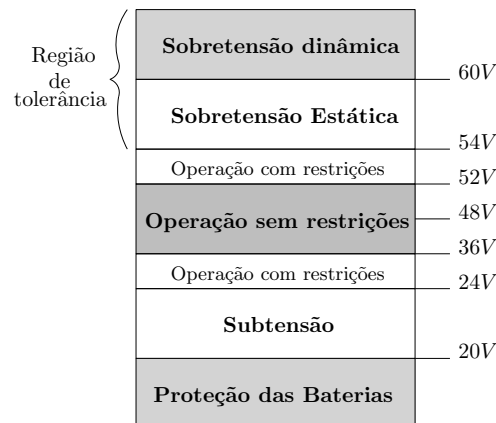 Sobretensão dinâmica
Região
de
tolerância
60V
Sobretensão Estática
54V
Operação com restrições
52V
Operação sem restrições
48V
36V
Operação com restrições
24V
Subtensão
20V
Proteção das Baterias